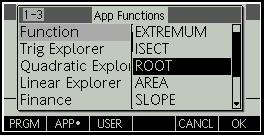 1-3 App Functions
Function
Trig Explorer
Quadratic Explo
Linear Explorer
Finance
EXTREMUM
ISECT
ROOT
AREA
SLOPE
PRGM APP• USER CANCL OK